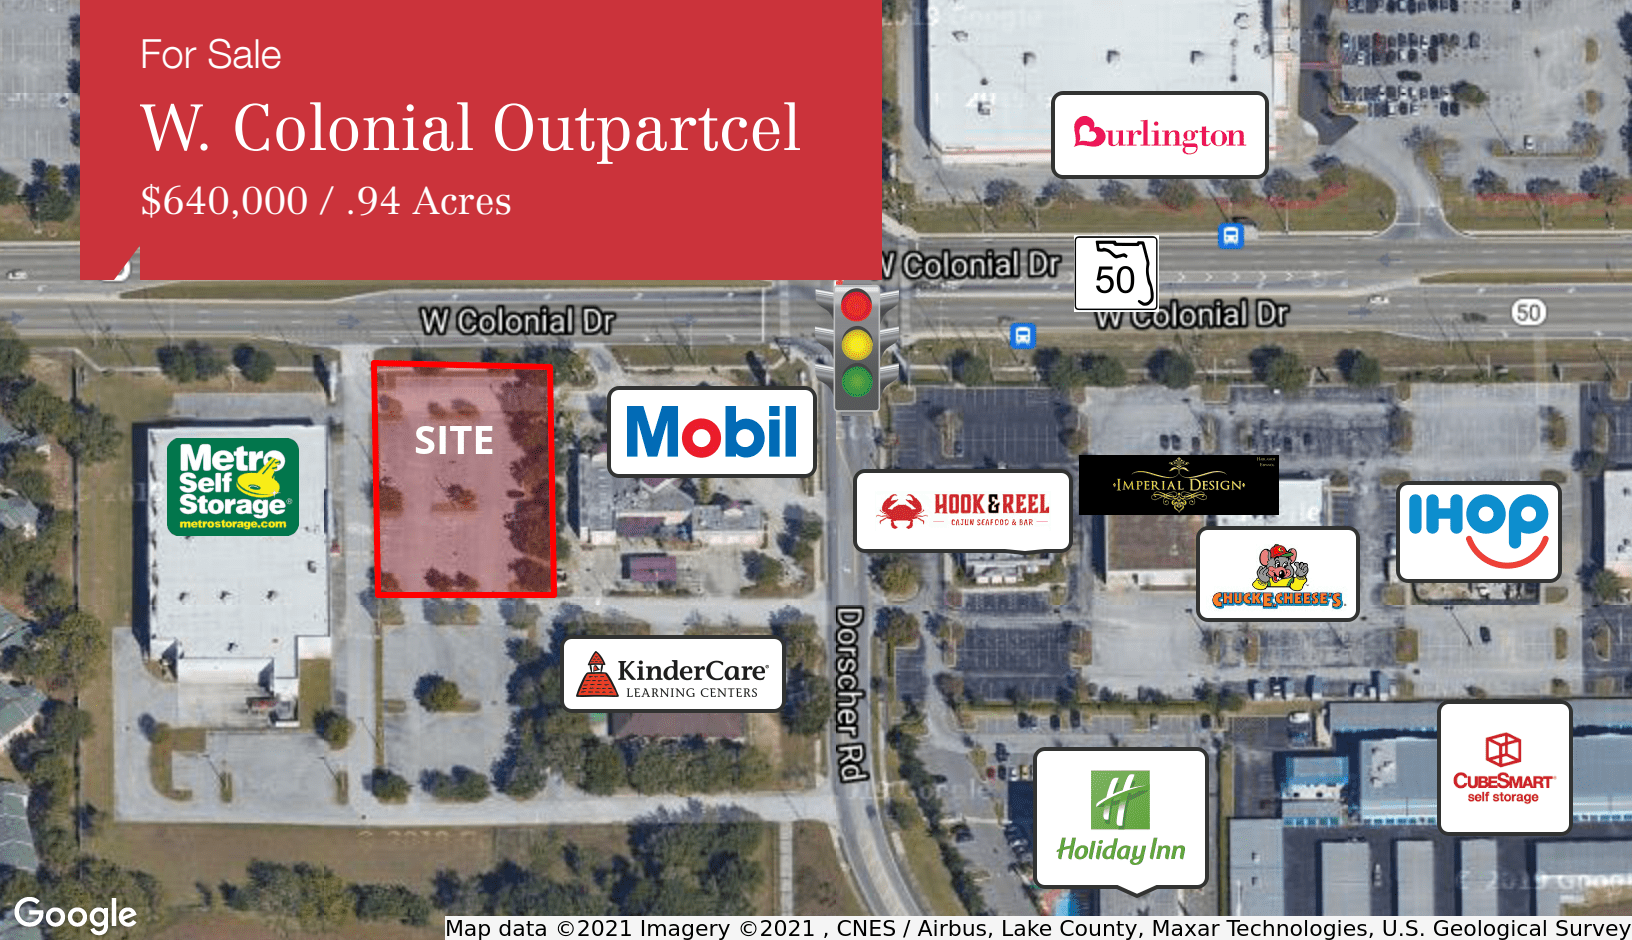 For Sale
W. Colonial Outpartcel
$640,000 / .94 Acres
Burlington
W Colonial Dr
50
W Colonial Dr
W Colonial Dr
50
SITE
Mobil
Metro
Self
Storage®
metrostorage.com
HOOK & REEL
CAJUN SEAFOOD & BAR
IMPERIAL DESIGN
IHOP
CHUCK E. CHEESE'S
KinderCare®
LEARNING CENTERS
Dorscher Rd
CUBESMART
self storage
H
Holiday Inn
Google
Map data ©2021 Imagery ©2021 , CNES / Airbus, Lake County, Maxar Technologies, U.S. Geological Survey